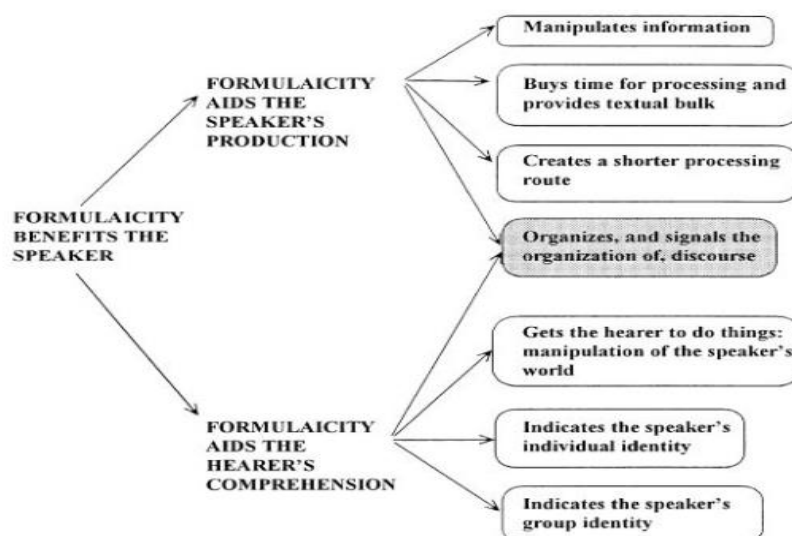 Manipulates information
FORMULAICITY
AIDS THE
SPEAKER'S
PRODUCTION
Buys time for processing and
provides textual bulk
Creates a shorter processing
route
FORMULAICITY
BENEFITS THE
SPEAKER
Organizes, and signals the
organization of, discourse
Gets the hearer to do things:
manipulation of the speaker's
world
FORMULAICITY
AIDS THE
HEARER'S
COMPREHENSION
Indicates the speaker's
individual identity
Indicates the speaker's
group identity